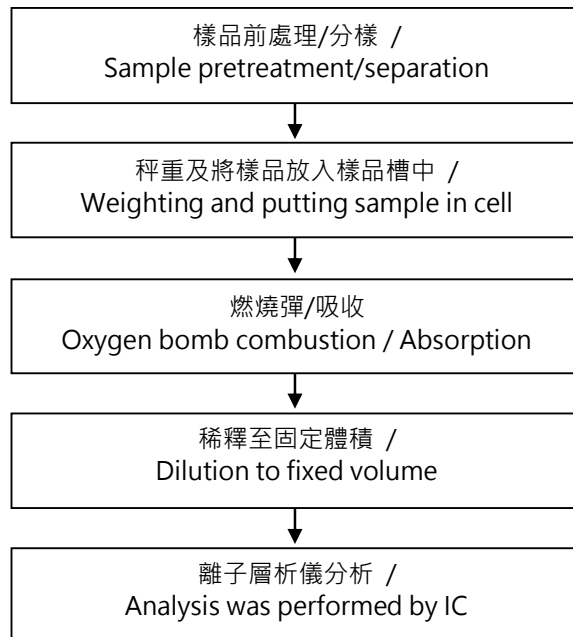 樣品前處理/分樣 /
Sample pretreatment/separation
秤重及將樣品放入樣品槽中 /
Weighting and putting sample in cell
燃燒彈/吸收
Oxygen bomb combustion / Absorption
稀釋至固定體積 /
Dilution to fixed volume
離子層析儀分析 /
Analysis was performed by IC